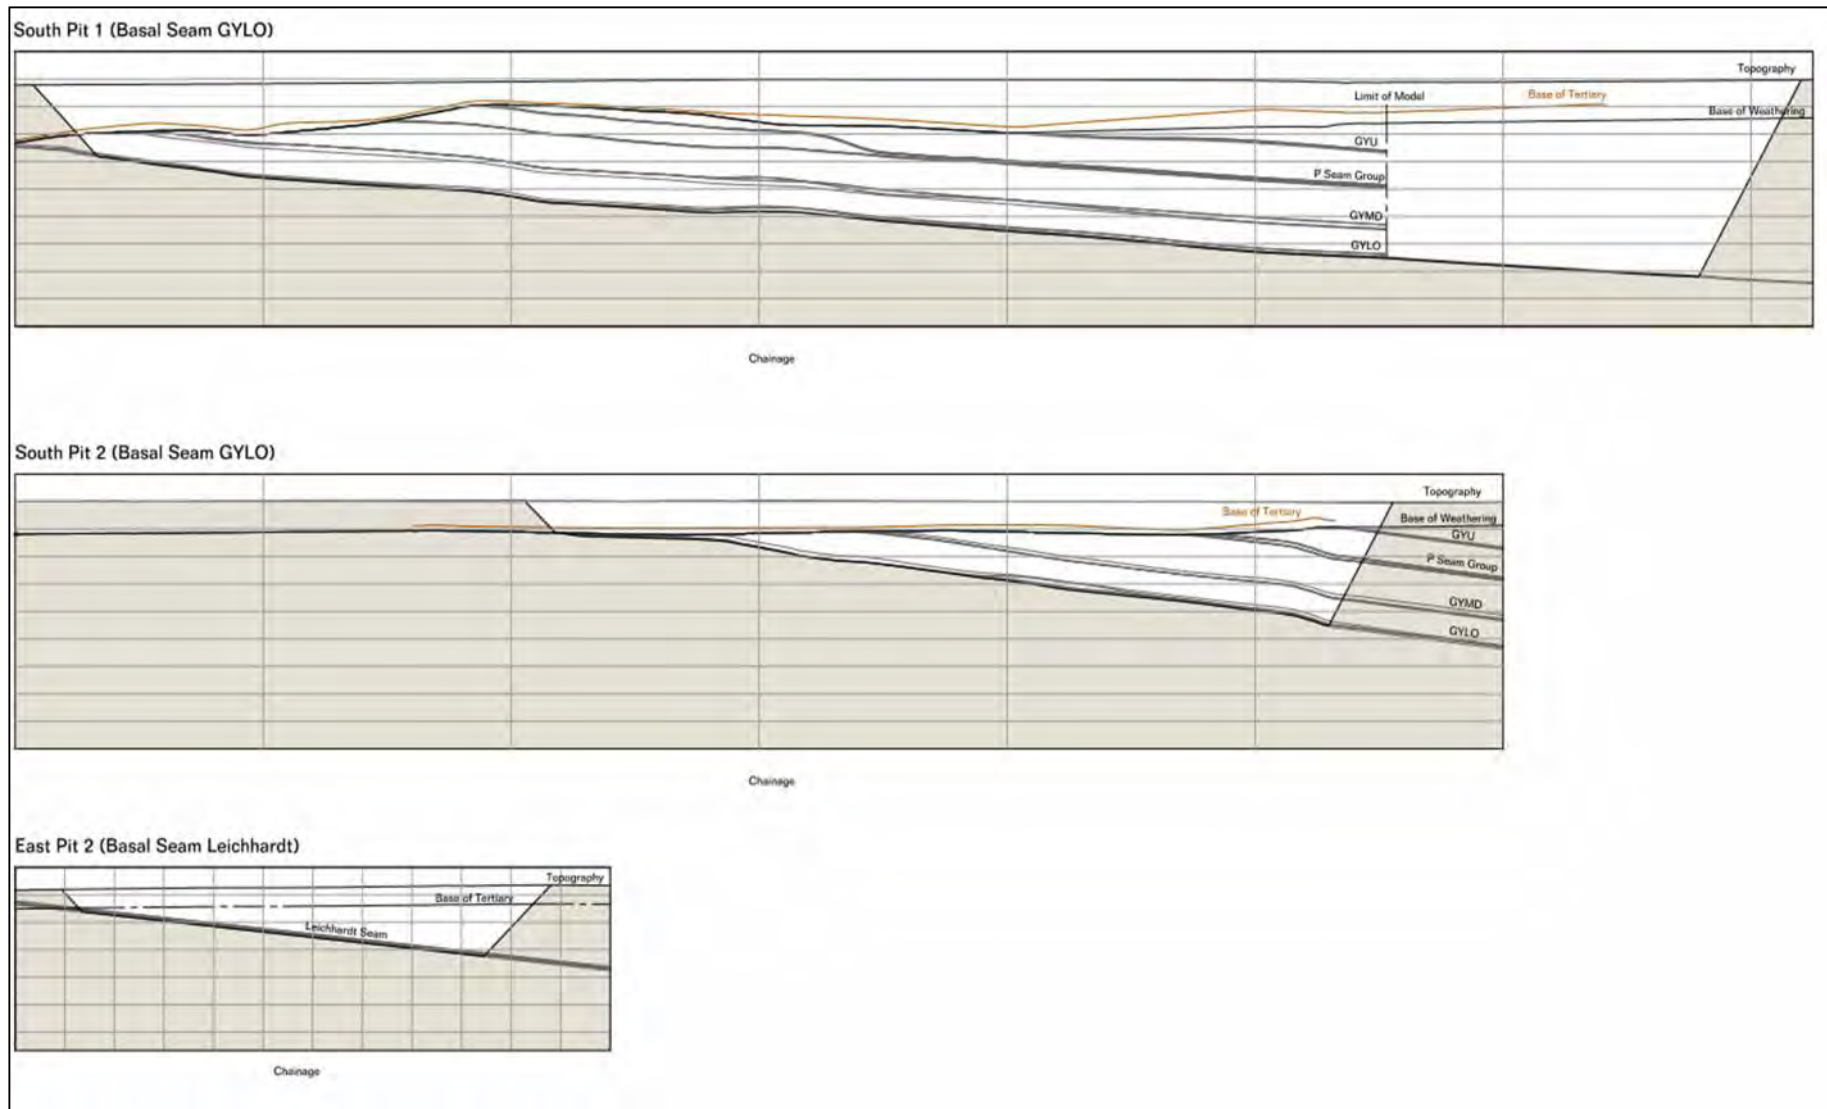 South Pit 1 (Basal Seam GYLO)
Topography
Limit of Model
Base of Tertiary
Base of Weathering
GYU
P Seam Group
GYMD
GYLO
Chainage
South Pit 2 (Basal Seam GYLO)
Topography
Base of Tertiary
Base of Weathering
GYU
P Seam Group
GYMD
GYLO
Chainage
East Pit 2 (Basal Seam Leichhardt)
Topography
Base of Tertiary
Leichhardt Seam
Chainage